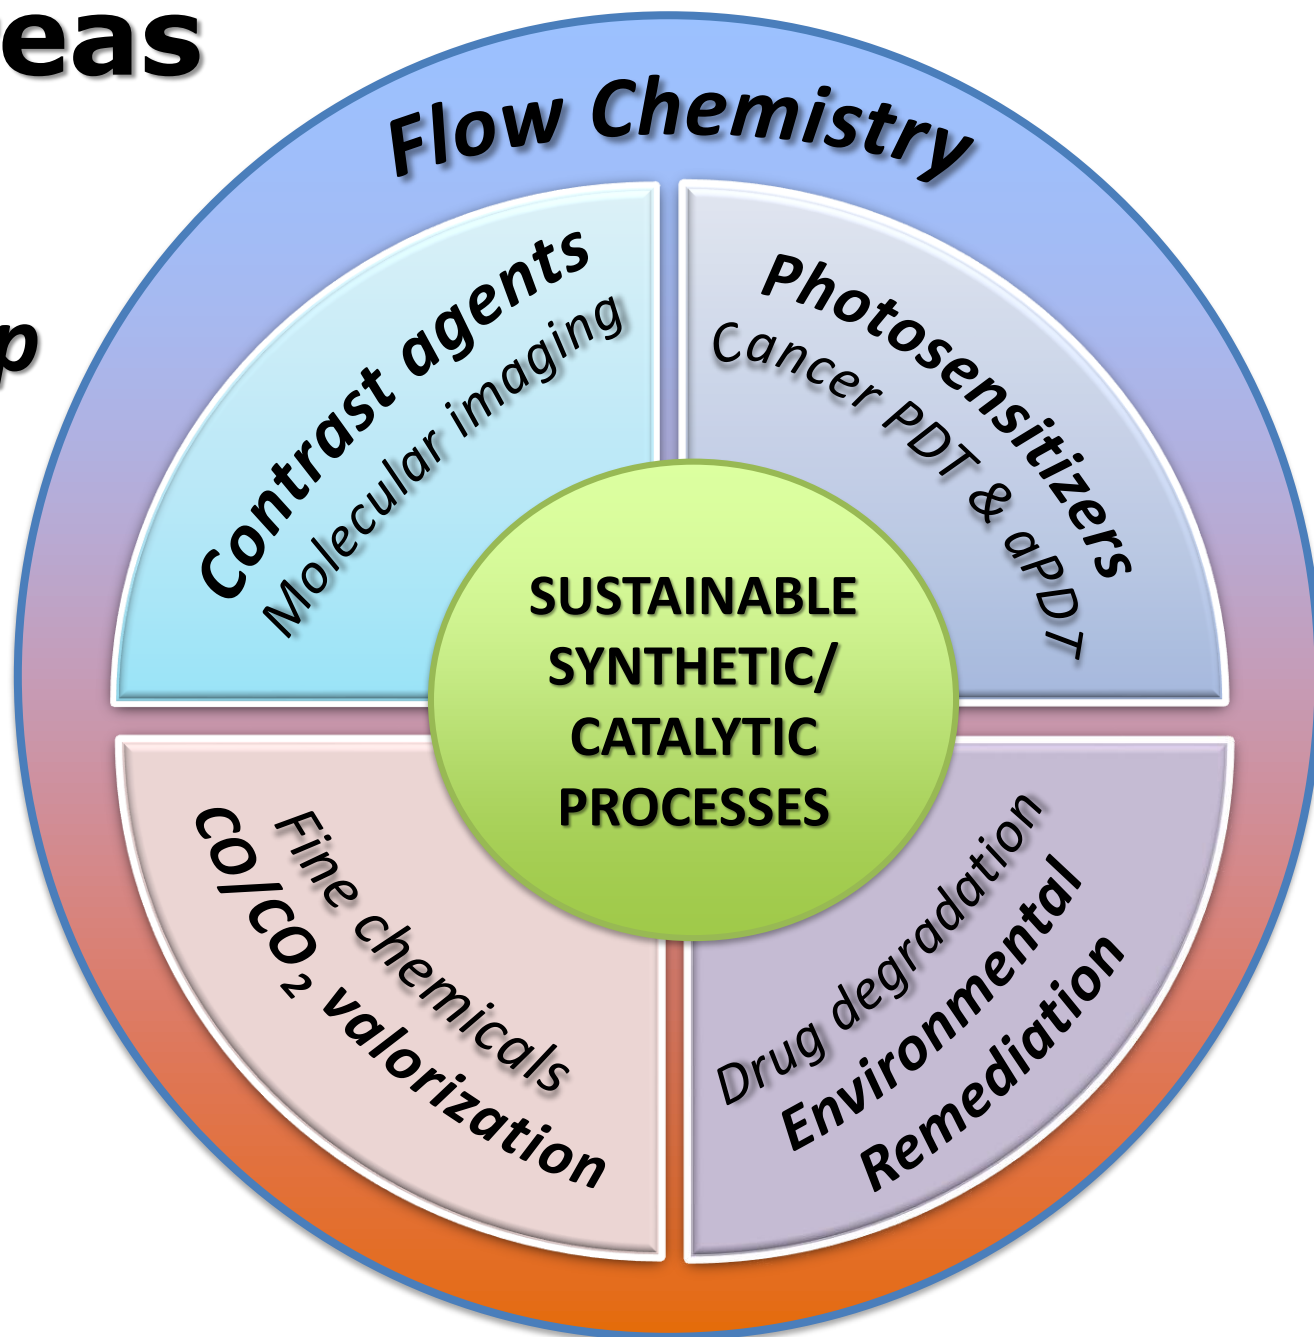 eas
Flow Chemistry
p
Contrast agents
Molecular imaging
Photosensitizers
Cancer PDT & aPDT
SUSTAINABLE
SYNTHETIC/
CATALYTIC
PROCESSES
Fine chemicals
CO/CO₂ valorization
Drug degradation
Environmental
Remediation